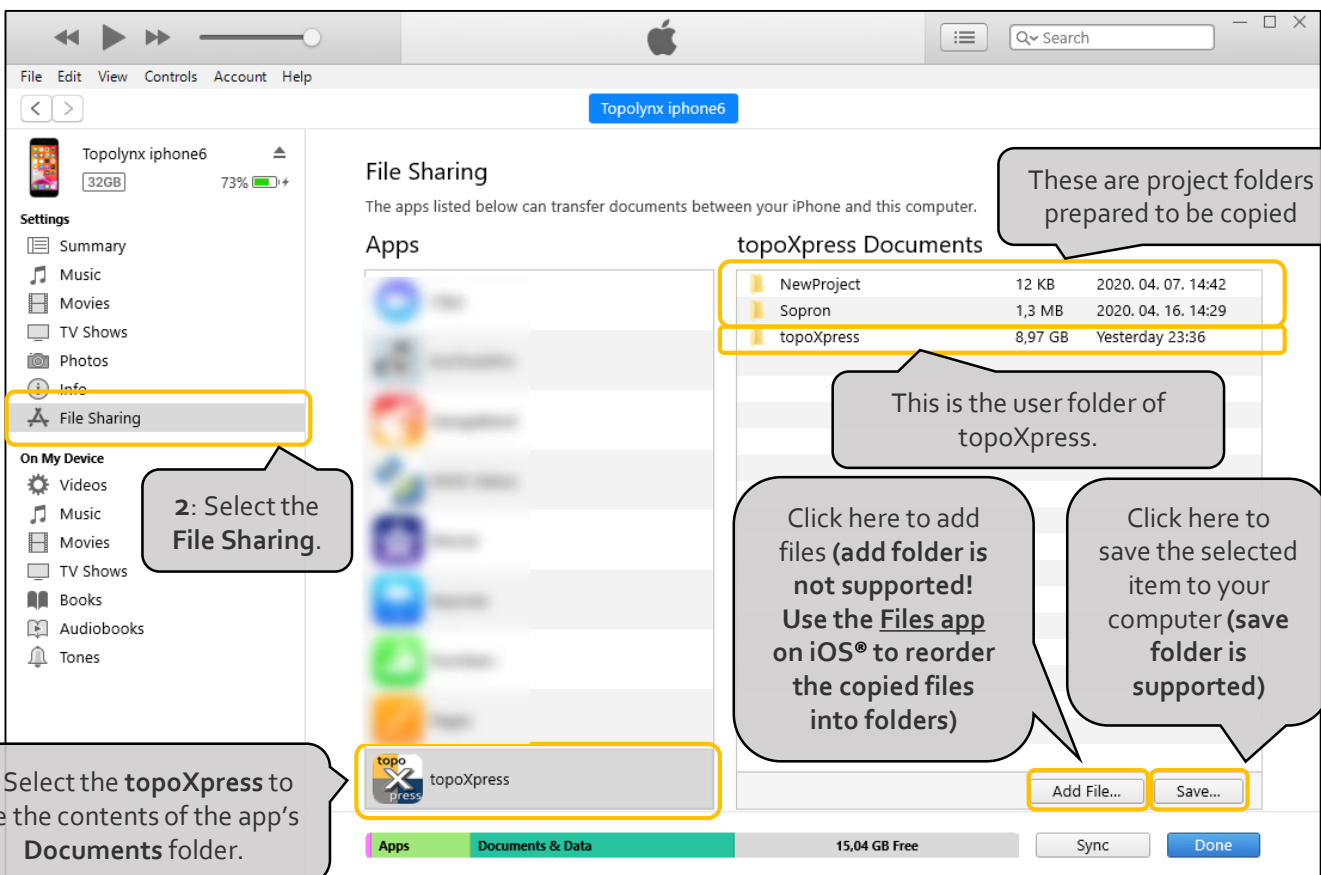 Search
File Edit View Controls Account Help
Topolynx iphone6
Topolynx iphone6
32GB 73%
Settings
Summary
Music
Movies
TV Shows
Photos
Info
File Sharing
On My Device
Videos
Music
Movies
TV Shows
Books
Audiobooks
Tones
2: Select the
File Sharing.
File Sharing
The apps listed below can transfer documents between your iPhone and this computer.
These are project folders
prepared to be copied
Apps
topoXpress Documents
NewProject 12 KB 2020. 04. 07. 14:42
Sopron 1,3 MB 2020. 04. 16. 14:29
topoXpress 8,97 GB Yesterday 23:36
This is the user folder of
topoXpress.
Click here to add
files (add folder is
not supported!
Use the Files app
on iOS® to reorder
the copied files
into folders)
Click here to
save the selected
item to your
computer (save
folder is
supported)
Select the topoXpress to
the contents of the app's
Documents folder.
topo
X
press
topoXpress
Add File... Save...
Apps Documents & Data 15,04 GB Free
Sync Done